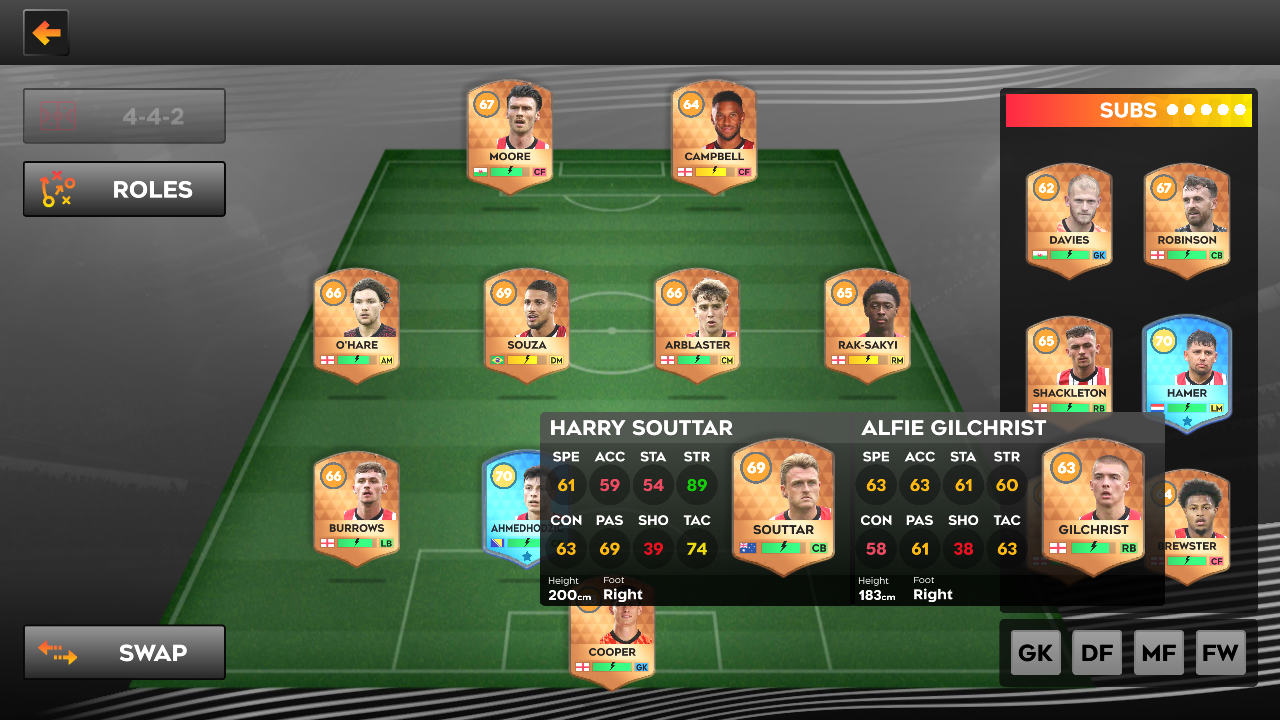 4-4-2
ROLES
67
MOORE
CF
64
CAMPBELL
CF
SUBS
62
DAVIES
GK
67
ROBINSON
CB
66
O'HARE
AM
69
SOUZA
DM
66
ARBLASTER
CM
65
RAK-SAKYI
RM
65
SHACKLETON
RB
70
HAMER
LM
66
BURROWS
LB
70
HARRY SOUTTAR
SPE ACC STA STR
61 59 54 89
CON PAS SHO TAC
63 69 39 74
Height Foot
200cm Right
69
SOUTTAR
CB
ALFIE GILCHRIST
SPE ACC STA STR
63 63 61 60
CON PAS SHO TAC
58 61 38 63
Height Foot
183cm Right
63
GILCHRIST
RB
BREWSTER
CF
COOPER
GK
SWAP
GK DF MF FW